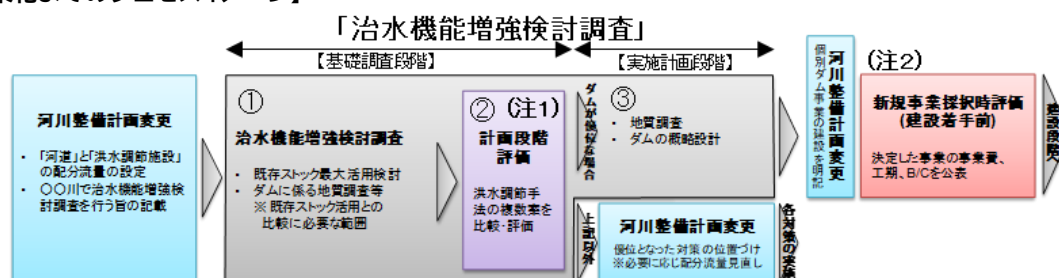 「治水機能増強検討調査」
【基礎調査段階】
【実施計画段階】
河川整備計画変更
・ 「河道」と「洪水調節施設」
の配分流量の設定
・ 〇〇川で治水機能増強検
討調査を行う旨の記載
①
治水機能増強検討調査
・ 既存ストック最大活用検討
・ ダムに係る地質調査等
※ 既存ストック活用との
比較に必要な範囲
② (注1)
計画段階
評価
洪水調節手
法の複数案を
比較・評価
ダムが優位な場合
③
・ 地質調査
・ ダムの概略設計
上記以外
河川整備計画変更
優位となった対策の位置づけ
※必要に応じ配分流量見直し
各対策の実施
河川整備計画変更
個別ダム事業の建設を明記
(注2)
新規事業採択時評価
(建設着手前)
決定した事業の事業費、
工期、B/Cを公表
建設段階へ